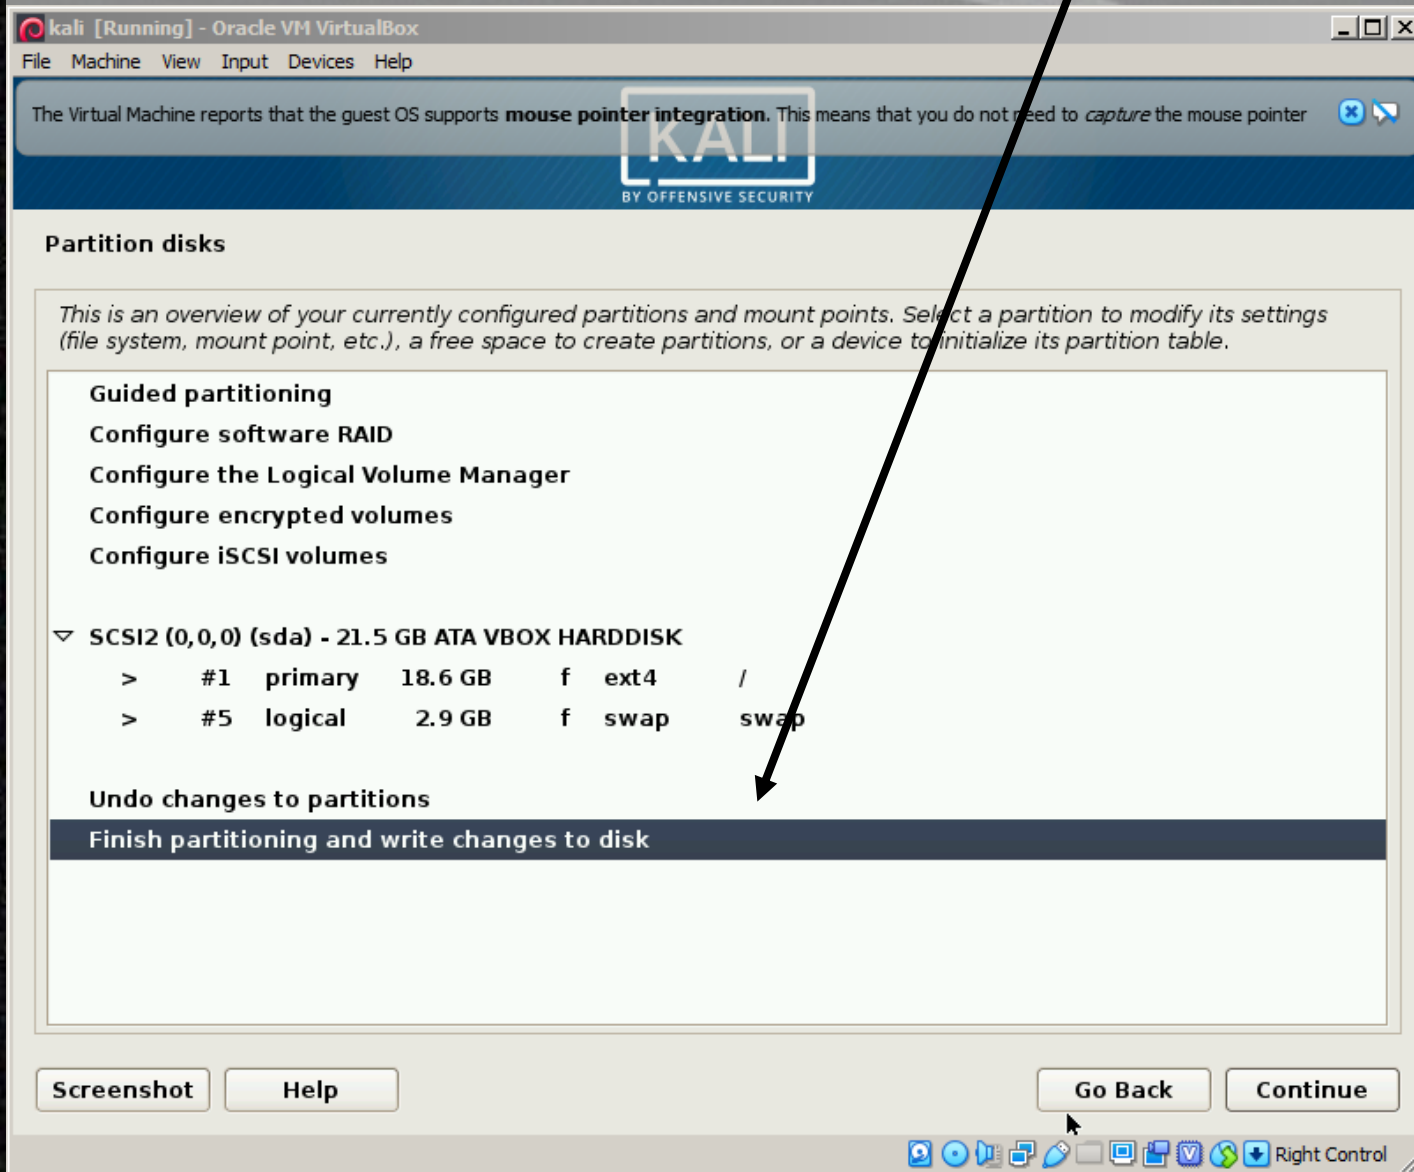 kali [Running] - Oracle VM VirtualBox
File Machine View Input Devices Help
The Virtual Machine reports that the guest OS supports mouse pointer integration. This means that you do not need to capture the mouse pointer
KALI
BY OFFENSIVE SECURITY
Partition disks
This is an overview of your currently configured partitions and mount points. Select a partition to modify its settings
(file system, mount point, etc.), a free space to create partitions, or a device to initialize its partition table.
Guided partitioning
Configure software RAID
Configure the Logical Volume Manager
Configure encrypted volumes
Configure iSCSI volumes
SCSI2 (0,0,0) (sda) - 21.5 GB ATA VBOX HARDDISK
> #1 primary 18.6 GB f ext4 /
> #5 logical 2.9 GB f swap swap
Undo changes to partitions
Finish partitioning and write changes to disk
Screenshot Help Go Back Continue
Right Control